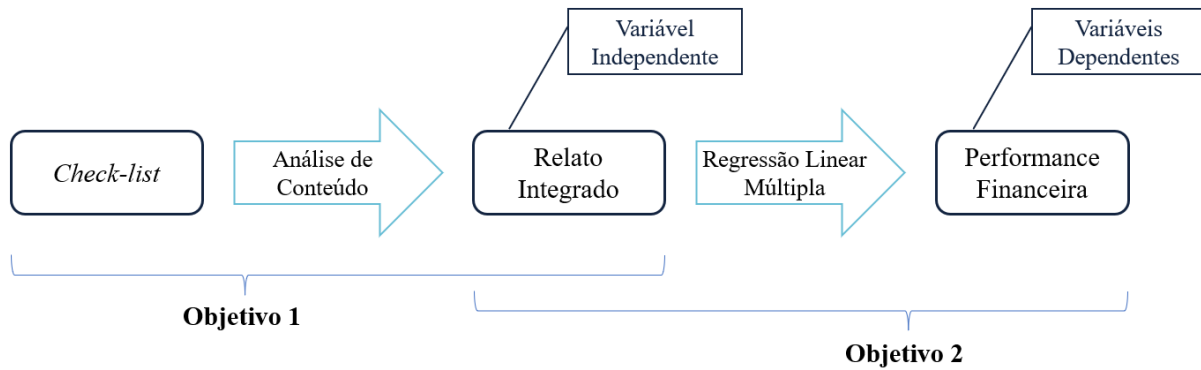 Variável
Independente
Variáveis
Dependentes
Check-list
Análise de
Conteúdo
Relato
Integrado
Regressão Linear
Múltipla
Performance
Financeira
Objetivo 1
Objetivo 2